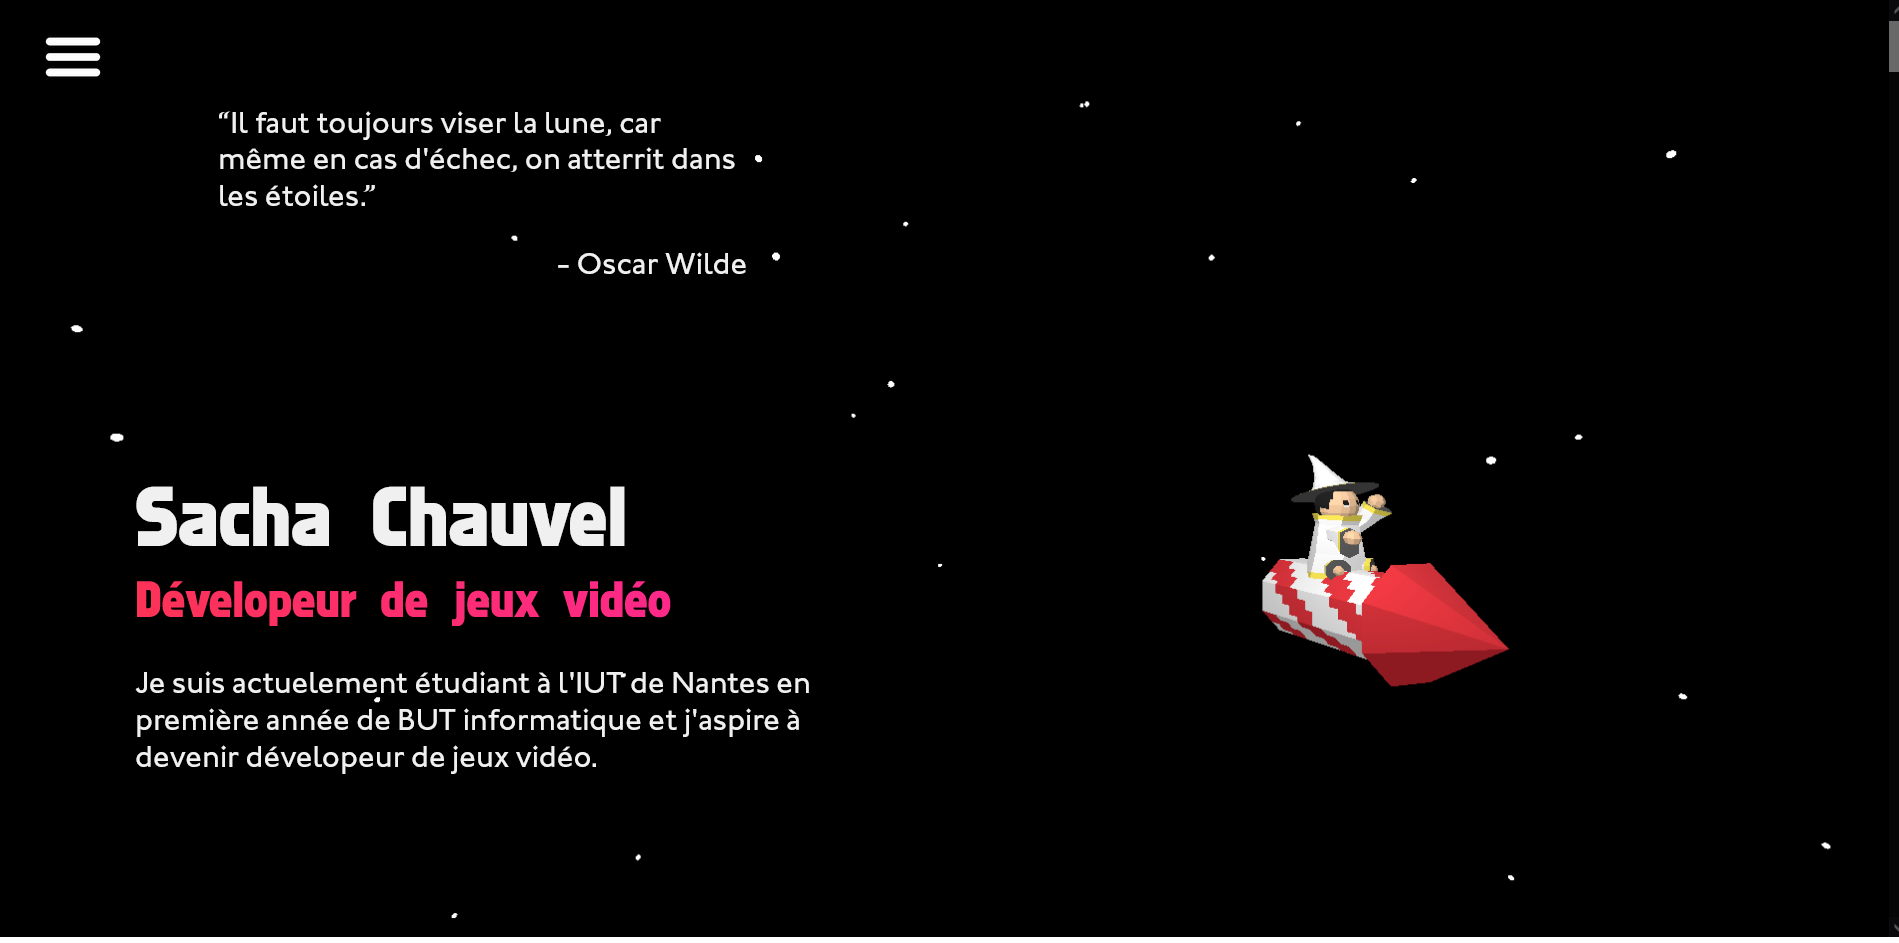 “Il faut toujours viser la lune, car
même en cas d'échec, on atterrit dans
les étoiles.”
- Oscar Wilde
Sacha Chauvel
Dévelopeur de jeux vidéo
Je suis actuelement étudiant à l'IUT de Nantes en
première année de BUT informatique et j'aspire à
devenir dévelopeur de jeux vidéo.